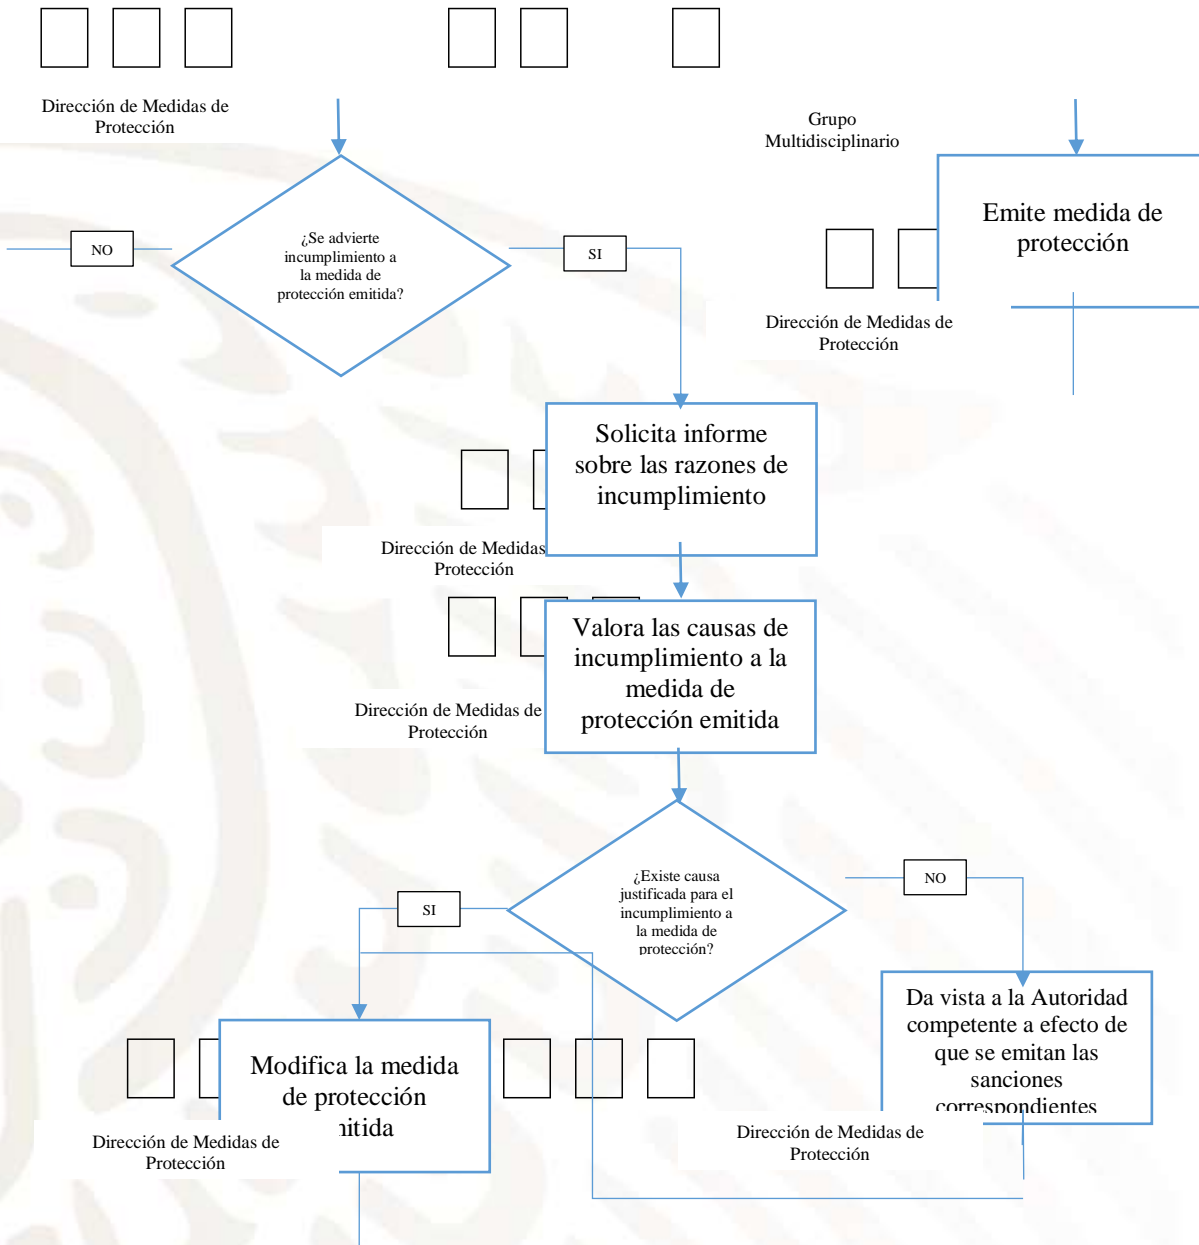 Dirección de Medidas de
Protección
Grupo
Multidisciplinario
¿Se advierte
incumplimiento a
la medida de
protección emitida?
NO
SI
Emite medida de
protección
Dirección de Medidas de
Protección
Solicita informe
sobre las razones de
incumplimiento
Dirección de Medidas
Protección
Valora las causas de
incumplimiento a la
medida de
protección emitida
Dirección de Medidas de
Protección
¿Existe causa
justificada para el
incumplimiento a
la medida de
protección?
SI
NO
Da vista a la Autoridad
competente a efecto de
que se emitan las
sanciones
correspondientes
Modifica la medida
de protección
nitida
Dirección de Medidas de
Protección
Dirección de Medidas de
Protección